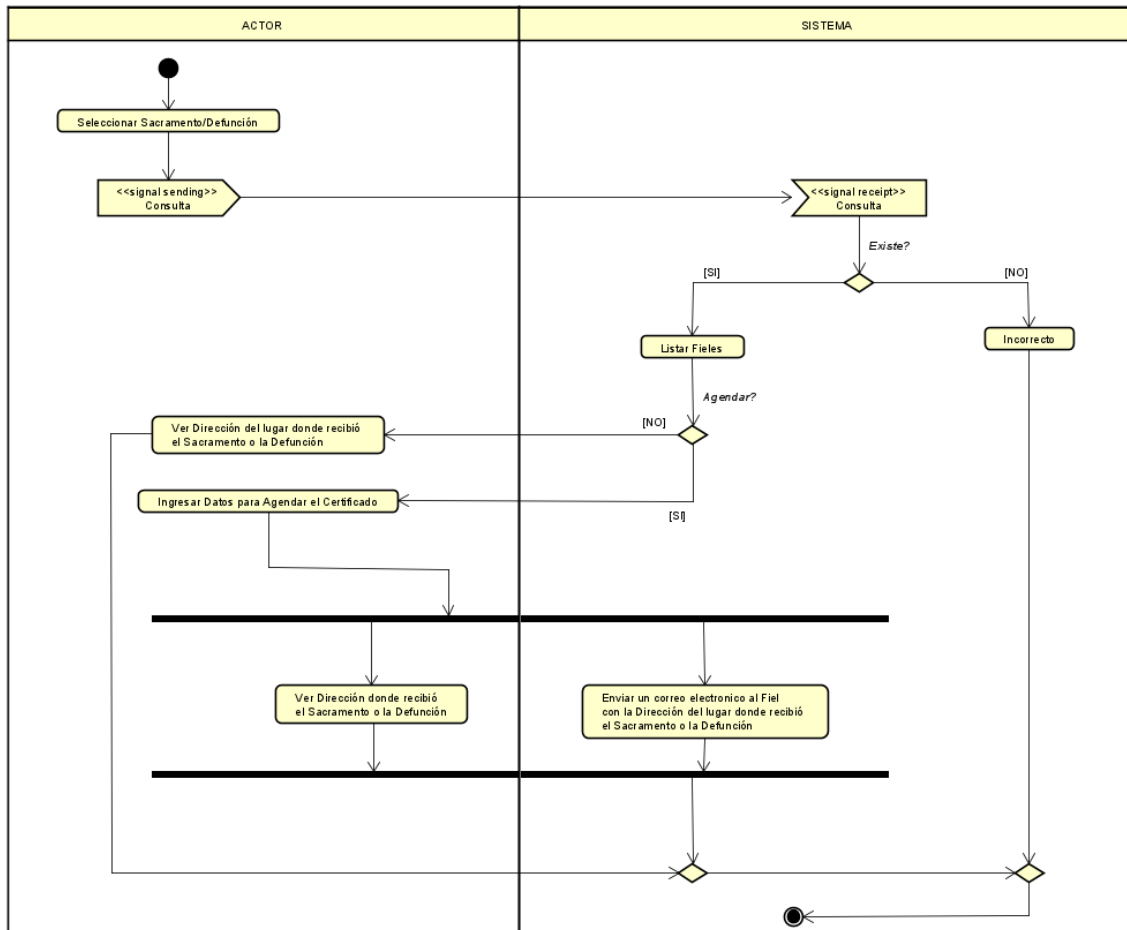 ACTOR
SISTEMA
Seleccionar Sacramento/Defunción
<<signal sending>>
Consulta
<<signal receipt>>
Consulta
Existe?
[SI]
[NO]
Listar Fieles
Incorrecto
Agendar?
[NO]
Ver Dirección del lugar donde recibió
el Sacramento o la Defunción
Ingresar Datos para Agendar el Certificado
[SI]
Ver Dirección donde recibió
el Sacramento o la Defunción
Enviar un correo electronico al Fiel
con la Dirección del lugar donde recibió
el Sacramento o la Defunción